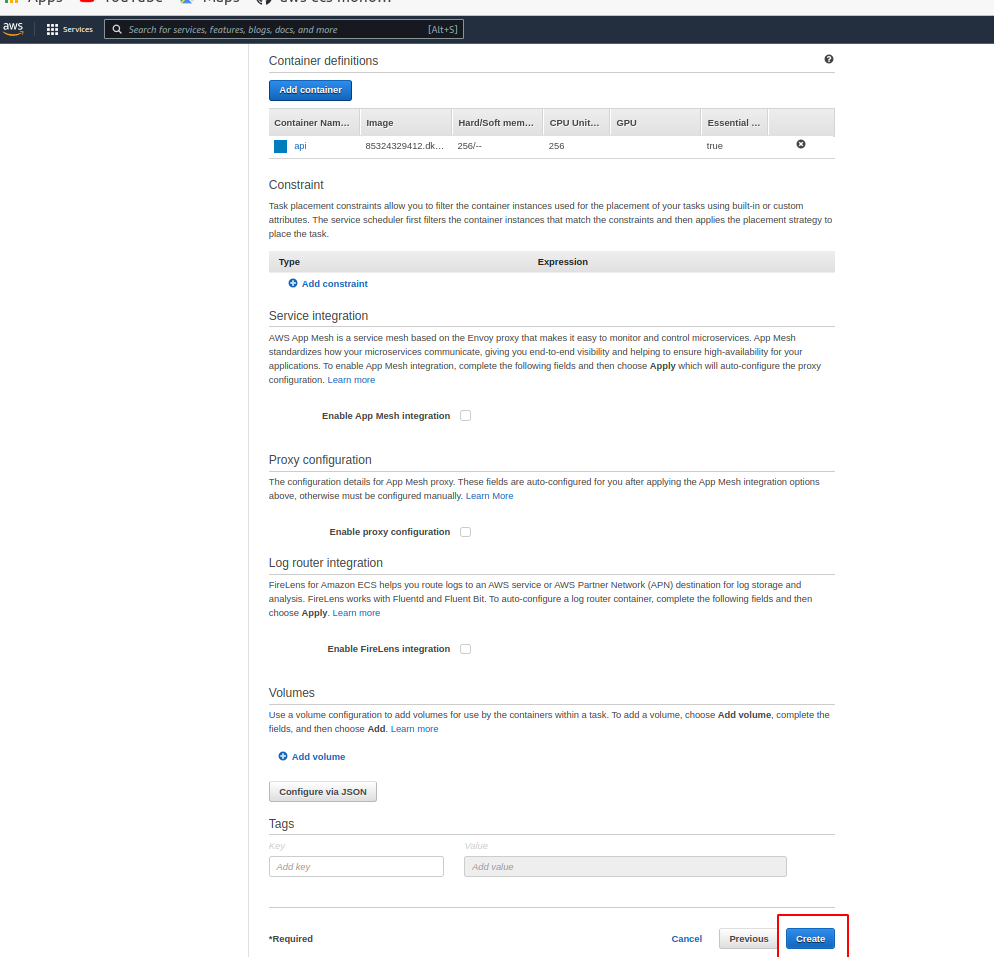 Apps YouTube Maps aws ecs monom...
aws Services Search for services, features, blogs, docs, and more [Alt+S]
Container definitions
Add container
Container Nam... Image Hard/Soft mem... CPU Unit... GPU Essential ...
api 85324329412.dk... 256/-- 256 true
Constraint
Task placement constraints allow you to filter the container instances used for the placement of your tasks using built-in or custom
attributes. The service scheduler first filters the container instances that match the constraints and then applies the placement strategy to
place the task.
Type Expression
Add constraint
Service integration
AWS App Mesh is a service mesh based on the Envoy proxy that makes it easy to monitor and control microservices. App Mesh
standardizes how your microservices communicate, giving you end-to-end visibility and helping to ensure high-availability for your
applications. To enable App Mesh integration, complete the following fields and then choose Apply which will auto-configure the proxy
configuration. Learn more
Enable App Mesh integration
Proxy configuration
The configuration details for App Mesh proxy. These fields are auto-configured for you after applying the App Mesh integration options
above, otherwise must be configured manually. Learn More
Enable proxy configuration
Log router integration
FireLens for Amazon ECS helps you route logs to an AWS service or AWS Partner Network (APN) destination for log storage and
analysis. FireLens works with Fluentd and Fluent Bit. To auto-configure a log router container, complete the following fields and then
choose Apply. Learn more
Enable FireLens integration
Volumes
Use a volume configuration to add volumes for use by the containers within a task. To add a volume, choose Add volume, complete the
fields, and then choose Add. Learn more
Add volume
Configure via JSON
Tags
Key Value
Add key Add value
*Required Cancel Previous Create